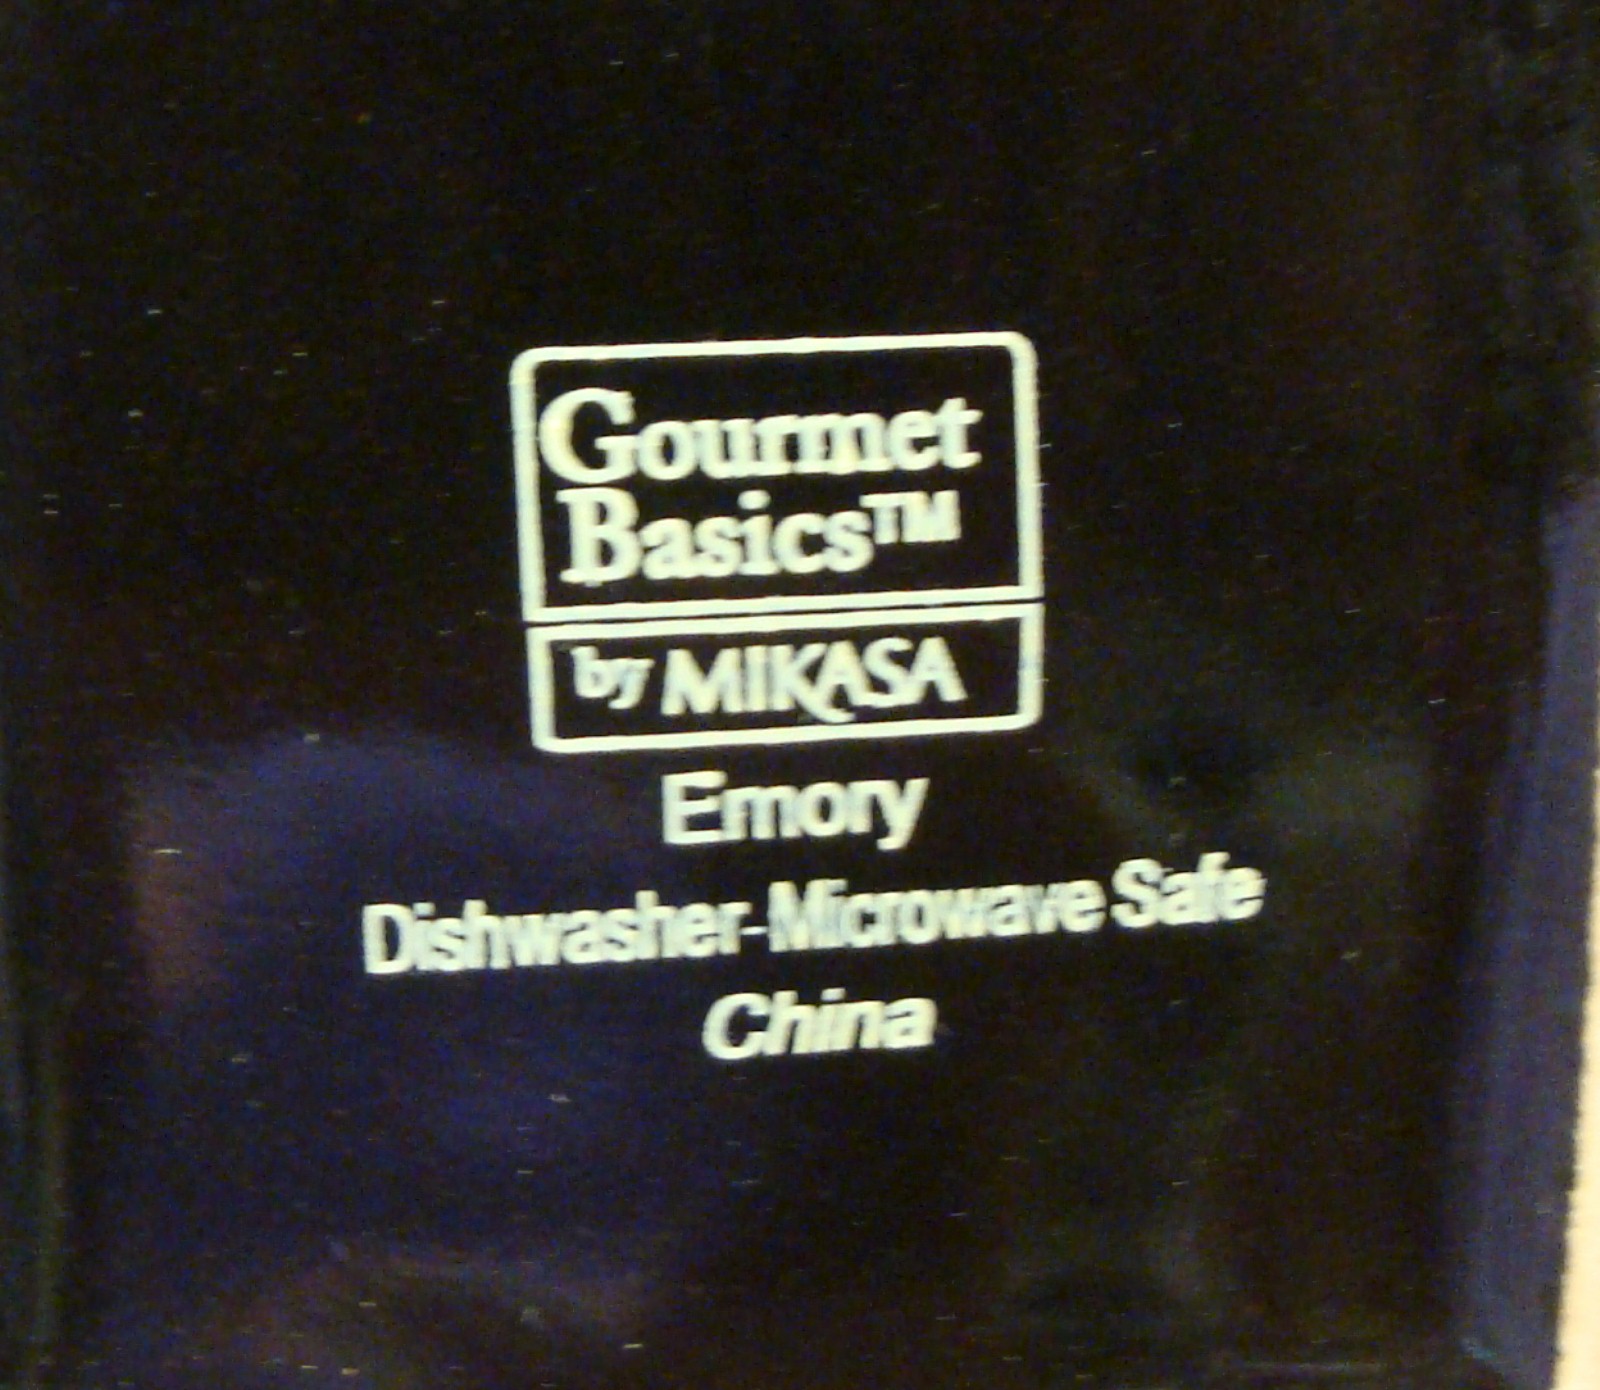 Gourmet
Basics™
by MIKASA
Emory
Dishwasher-Microwave Safe
China